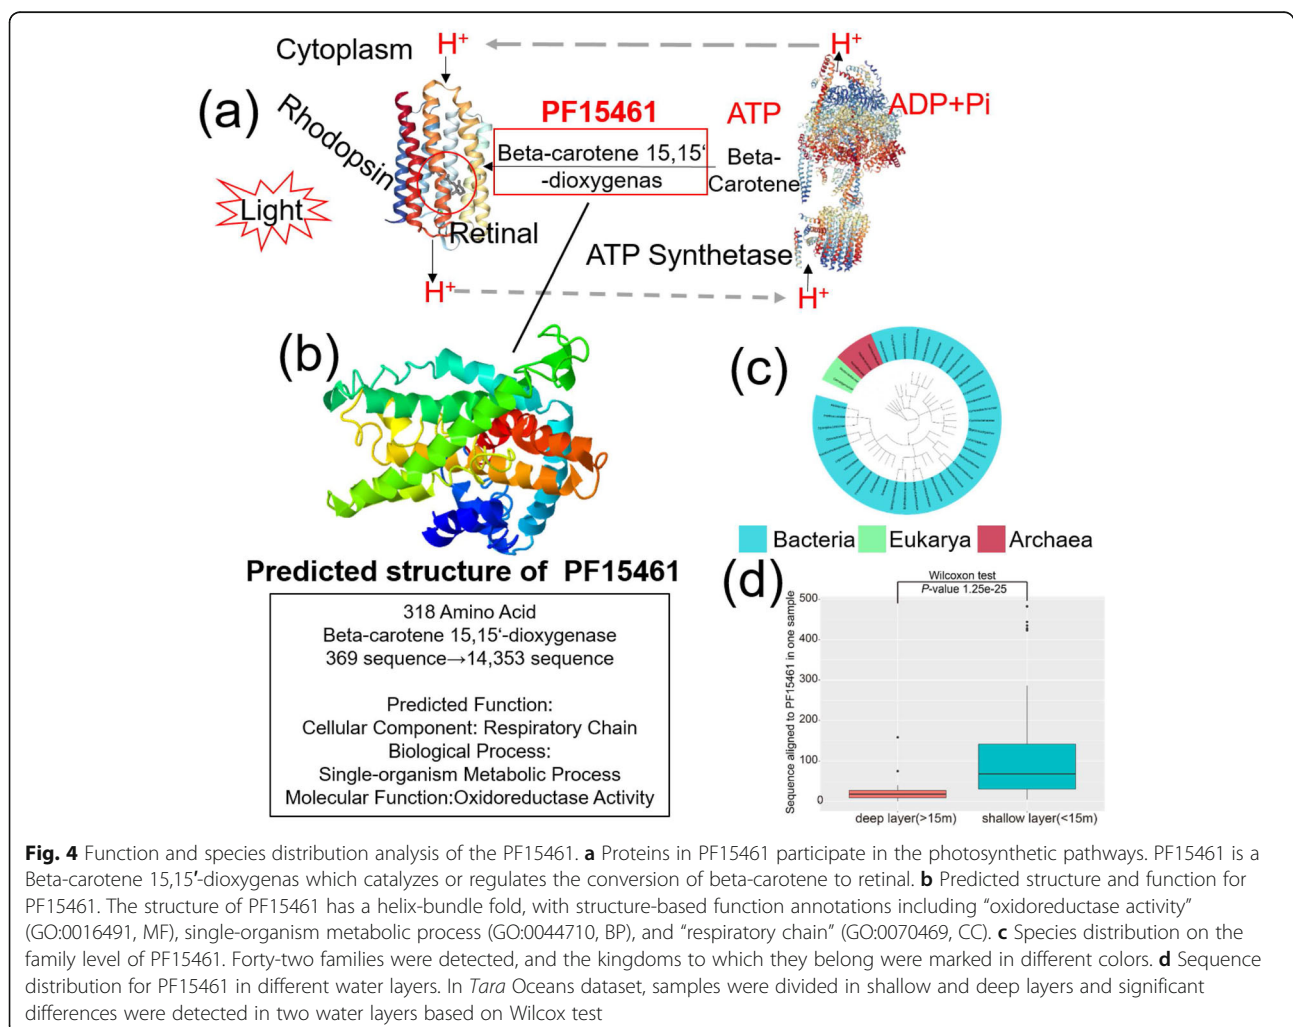 (a)
Cytoplasm
H+
H+
Rhodopsin
PF15461
ATP
ADP+Pi
Beta-carotene 15,15‘
-dioxygenas
Beta-
Carotene
Light
Retinal
ATP Synthetase
H+
H+
(b)
Predicted structure of PF15461
318 Amino Acid
Beta-carotene 15,15‘-dioxygenase
369 sequence→14,353 sequence
Predicted Function:
Cellular Component: Respiratory Chain
Biological Process:
Single-organism Metabolic Process
Molecular Function:Oxidoreductase Activity
(c)
Bacteria Eukarya Archaea
(d)
Wilcoxon test
P-value 1.25e-25
Sequence aligned to PF15461 in one sample
500
400
300
200
100
0
deep layer(>15m) shallow layer(<15m)
Fig. 4 Function and species distribution analysis of the PF15461. a Proteins in PF15461 participate in the photosynthetic pathways. PF15461 is a
Beta-carotene 15,15′-dioxygenas which catalyzes or regulates the conversion of beta-carotene to retinal. b Predicted structure and function for
PF15461. The structure of PF15461 has a helix-bundle fold, with structure-based function annotations including “oxidoreductase activity”
(GO:0016491, MF), single-organism metabolic process (GO:0044710, BP), and “respiratory chain” (GO:0070469, CC). c Species distribution on the
family level of PF15461. Forty-two families were detected, and the kingdoms to which they belong were marked in different colors. d Sequence
distribution for PF15461 in different water layers. In Tara Oceans dataset, samples were divided in shallow and deep layers and significant
differences were detected in two water layers based on Wilcox test